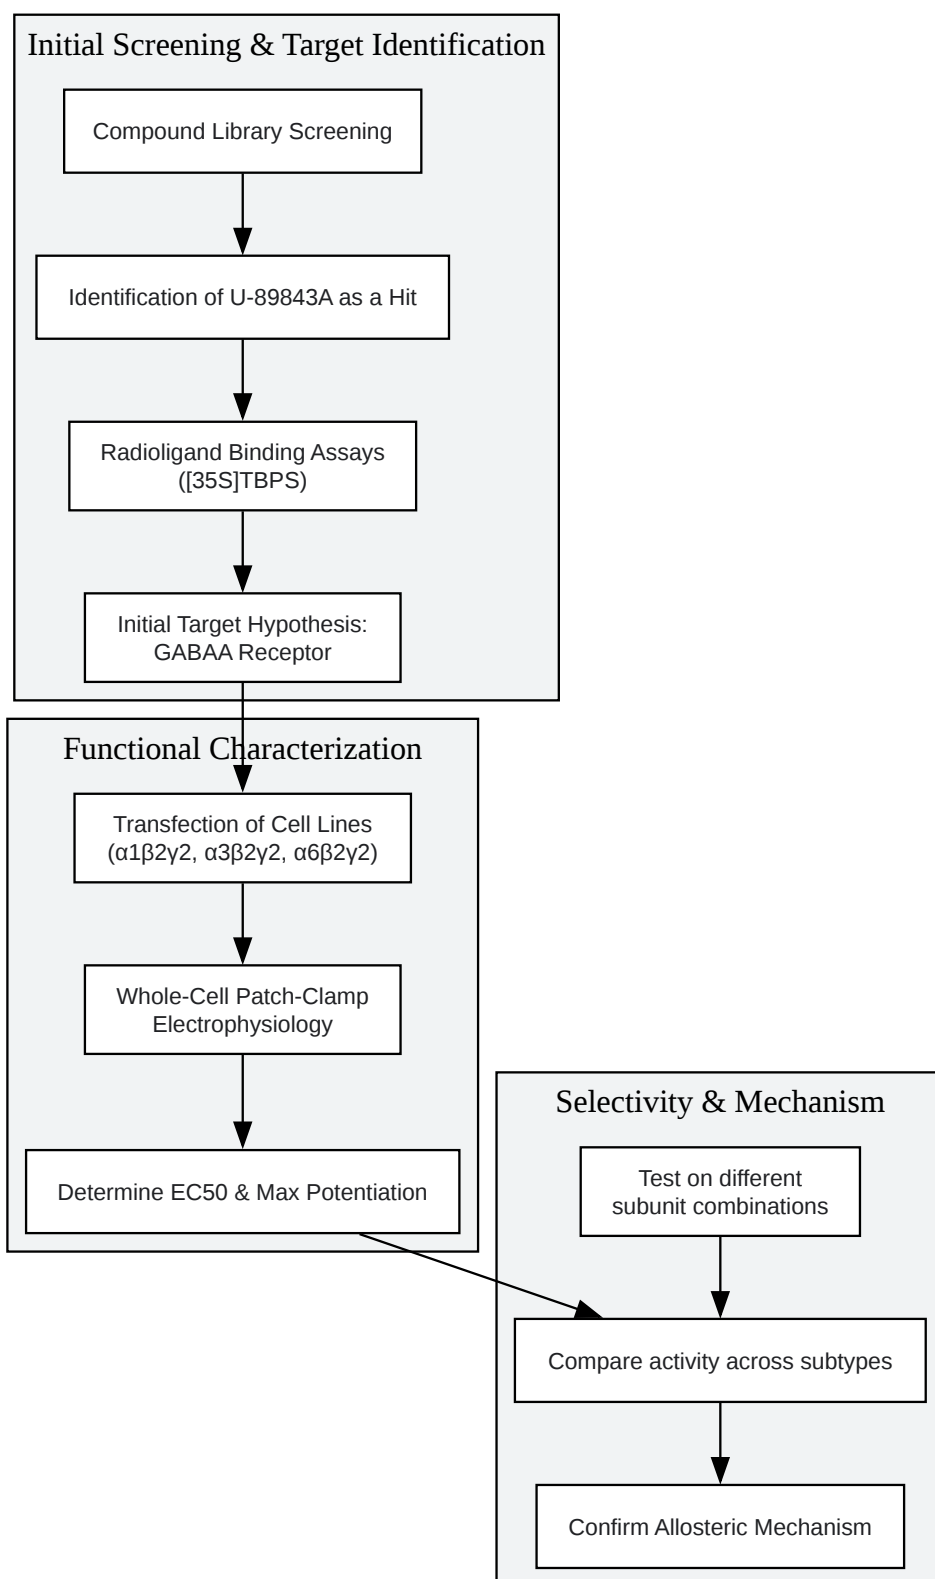 Initial Screening & Target Identification
Compound Library Screening
Identification of U-89843A as a Hit
Radioligand Binding Assays
([35S]TBPS)
Initial Target Hypothesis:
GABAA Receptor
Functional Characterization
Transfection of Cell Lines
(α1β2γ2, α3β2γ2, α6β2γ2)
Whole-Cell Patch-Clamp
Electrophysiology
Determine EC50 & Max Potentiation
Selectivity & Mechanism
Test on different
subunit combinations
Compare activity across subtypes
Confirm Allosteric Mechanism